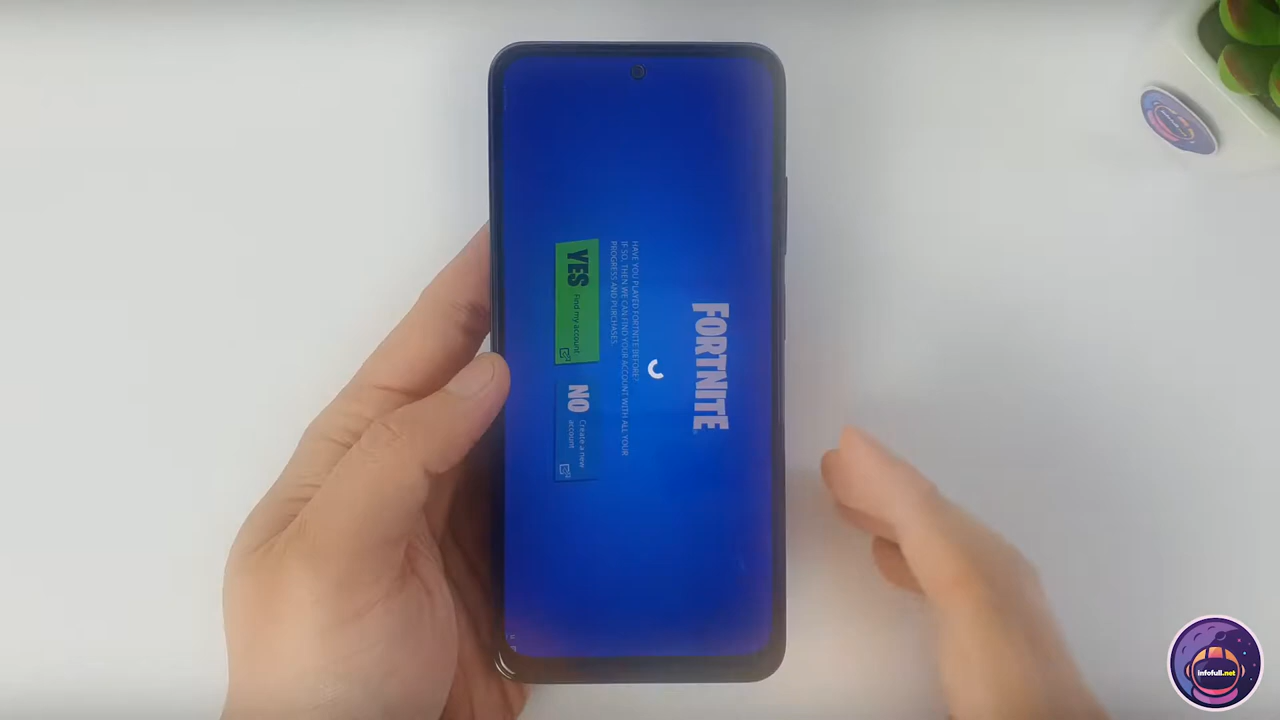 FORTNITE
HAVE YOU PLAYED FORTNITE BEFORE?
IF SO, THEN WE CAN FIND YOUR ACCOUNT WITH ALL YOUR
PROGRESS AND PURCHASES.
YES Find my account
NO Create a new
account
infofull.net